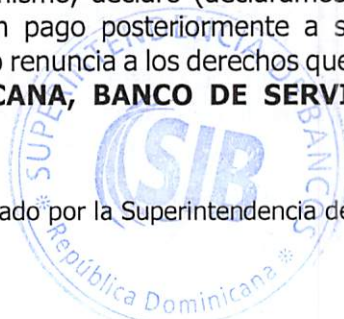 nismo, declaro (declaramos
n pago posteriormente a s
o renuncia a los derechos que
CANA, BANCO DE SERVI
ado por la Superintendencia de
SUPERINTENDENCIA DE BANCOS
SIB
República Dominicana